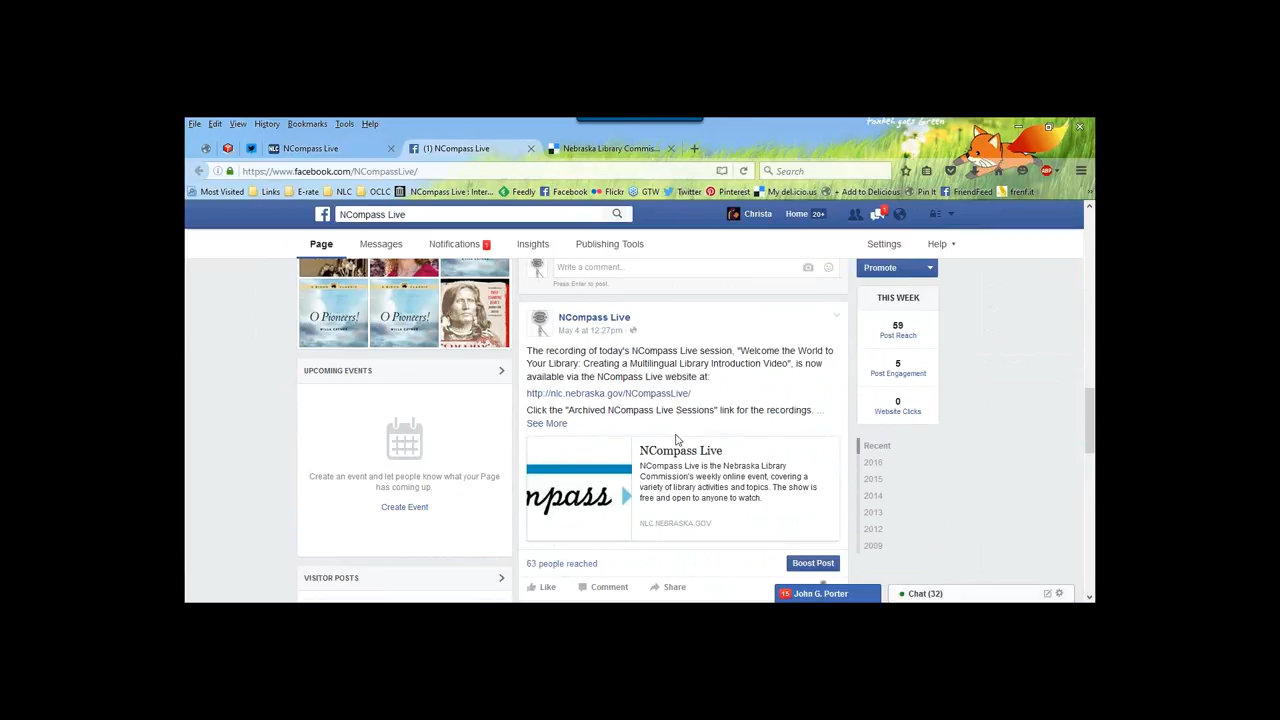 File Edit View History Bookmarks Tools Help
NCompass Live
(1) NCompass Live
Nebraska Library Commis...
https://www.facebook.com/NCompassLive/
Search
ABP
Most Visited Links E-rate NLC OCLC NCompass Live : Inter... Feedly Facebook Flickr GTW Twitter Pinterest My del.icio.us + Add to Delicious Pin It FriendFeed frenf.it
NCompass Live
Christa Home 20+
1
Page Messages Notifications 1 Insights Publishing Tools Settings Help
O Pioneers!
O Pioneers!
UPCOMING EVENTS
Create an event and let people know what your Page
has coming up.
Create Event
VISITOR POSTS
Write a comment...
Press Enter to post.
NCompass Live
May 4 at 12:27pm
The recording of today's NCompass Live session, "Welcome the World to
Your Library: Creating a Multilingual Library Introduction Video", is now
available via the NCompass Live website at:
http://nlc.nebraska.gov/NCompassLive/
Click the "Archived NCompass Live Sessions" link for the recordings. ...
See More
mpass
NCompass Live
NCompass Live is the Nebraska Library
Commission's weekly online event, covering a
variety of library activities and topics. The show is
free and open to anyone to watch.
NLC.NEBRASKA.GOV
63 people reached
Boost Post
Like Comment Share
Promote
THIS WEEK
59
Post Reach
5
Post Engagement
0
Website Clicks
Recent
2016
2015
2014
2013
2012
2009
15 John G. Porter
Chat (32)